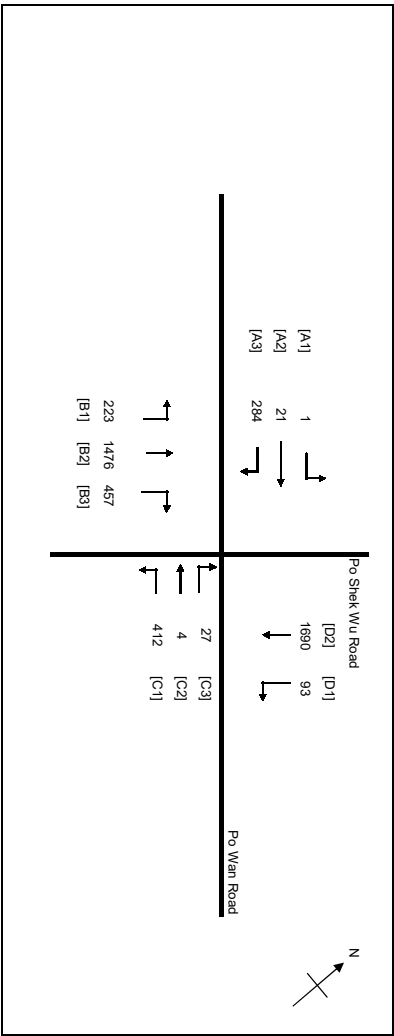 [A1]
[A2]
[A3]
1
21
284
223
1476
457
[B1]
[B2]
[B3]
Po Shek Wu Road
[D2]
[D1]
1690
93
27
4
412
[C3]
[C2]
[C1]
Po Wan Road
N